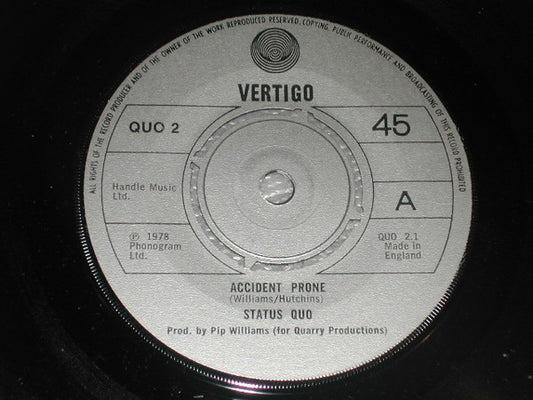 ALL RIGHTS OF THE RECORD PRODUCER AND OF THE OWNER OF THE WORK REPRODUCED RESERVED. COPYING, PUBLIC PERFORMANCE AND BROADCASTING OF THIS RECORD PROHIBITED
VERTIGO
QUO 2
45
Handle Music
Ltd.
A
℗ 1978
Phonogram
Ltd.
QUO 2.1
Made in
England
ACCIDENT PRONE
(Williams/Hutchins)
STATUS QUO
Prod. by Pip Williams (for Quarry Productions)